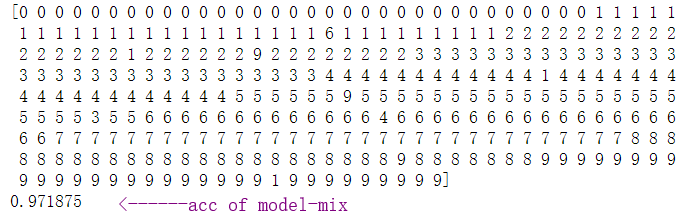 [0 0 0 0 0 0 0 0 0 0 0 0 0 0 0 0 0 0 0 0 0 0 0 0 0 0 0 0 0 0 0 0 1 1 1 1 1
1 1 1 1 1 1 1 1 1 1 1 1 1 1 1 1 1 6 1 1 1 1 1 1 1 1 1 2 2 2 2 2 2 2 2 2 2
2 2 2 2 2 2 1 2 2 2 2 2 2 9 2 2 2 2 2 2 2 2 3 3 3 3 3 3 3 3 3 3 3 3 3 3 3
3 3 3 3 3 3 3 3 3 3 3 3 3 3 3 3 3 4 4 4 4 4 4 4 4 4 4 4 4 1 4 4 4 4 4 4 4
4 4 4 4 4 4 4 4 4 4 4 4 5 5 5 5 5 5 9 5 5 5 5 5 5 5 5 5 5 5 5 5 5 5 5 5 5
5 5 5 5 3 5 5 6 6 6 6 6 6 6 6 6 6 6 6 6 4 6 6 6 6 6 6 6 6 6 6 6 6 6 6 6 6
6 6 7 7 7 7 7 7 7 7 7 7 7 7 7 7 7 7 7 7 7 7 7 7 7 7 7 7 7 7 7 7 7 7 8 8 8
8 8 8 8 8 8 8 8 8 8 8 8 8 8 8 8 8 8 8 8 8 9 8 8 8 8 8 8 8 9 9 9 9 9 9 9 9
9 9 9 9 9 9 9 9 9 9 9 9 9 9 1 9 9 9 9 9 9 9 9 9]
0.971875 <------acc of model-mix